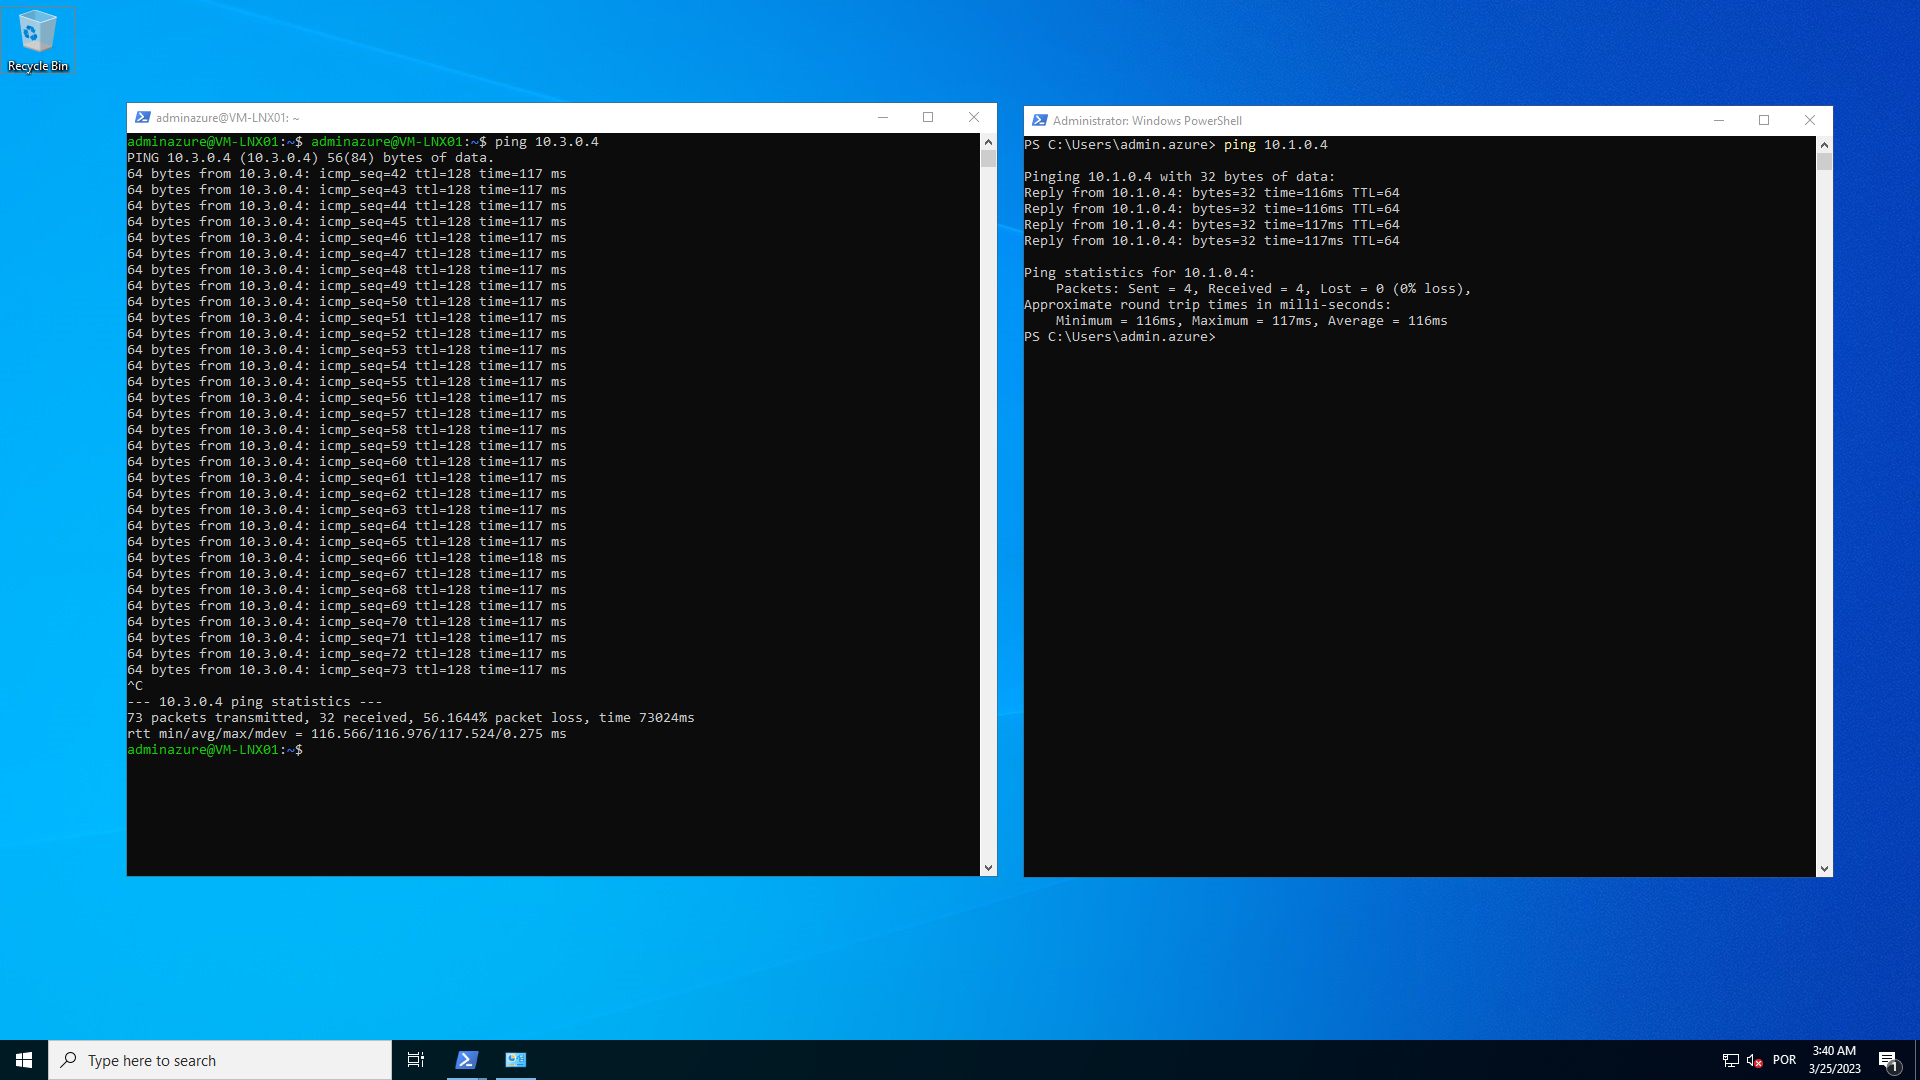 Recycle Bin
adminazure@VM-LNX01: ~
adminazure@VM-LNX01:~$ adminazure@VM-LNX01:~$ ping 10.3.0.4
PING 10.3.0.4 (10.3.0.4) 56(84) bytes of data.
64 bytes from 10.3.0.4: icmp_seq=42 ttl=128 time=117 ms
64 bytes from 10.3.0.4: icmp_seq=43 ttl=128 time=117 ms
64 bytes from 10.3.0.4: icmp_seq=44 ttl=128 time=117 ms
64 bytes from 10.3.0.4: icmp_seq=45 ttl=128 time=117 ms
64 bytes from 10.3.0.4: icmp_seq=46 ttl=128 time=117 ms
64 bytes from 10.3.0.4: icmp_seq=47 ttl=128 time=117 ms
64 bytes from 10.3.0.4: icmp_seq=48 ttl=128 time=117 ms
64 bytes from 10.3.0.4: icmp_seq=49 ttl=128 time=117 ms
64 bytes from 10.3.0.4: icmp_seq=50 ttl=128 time=117 ms
64 bytes from 10.3.0.4: icmp_seq=51 ttl=128 time=117 ms
64 bytes from 10.3.0.4: icmp_seq=52 ttl=128 time=117 ms
64 bytes from 10.3.0.4: icmp_seq=53 ttl=128 time=117 ms
64 bytes from 10.3.0.4: icmp_seq=54 ttl=128 time=117 ms
64 bytes from 10.3.0.4: icmp_seq=55 ttl=128 time=117 ms
64 bytes from 10.3.0.4: icmp_seq=56 ttl=128 time=117 ms
64 bytes from 10.3.0.4: icmp_seq=57 ttl=128 time=117 ms
64 bytes from 10.3.0.4: icmp_seq=58 ttl=128 time=117 ms
64 bytes from 10.3.0.4: icmp_seq=59 ttl=128 time=117 ms
64 bytes from 10.3.0.4: icmp_seq=60 ttl=128 time=117 ms
64 bytes from 10.3.0.4: icmp_seq=61 ttl=128 time=117 ms
64 bytes from 10.3.0.4: icmp_seq=62 ttl=128 time=117 ms
64 bytes from 10.3.0.4: icmp_seq=63 ttl=128 time=117 ms
64 bytes from 10.3.0.4: icmp_seq=64 ttl=128 time=117 ms
64 bytes from 10.3.0.4: icmp_seq=65 ttl=128 time=117 ms
64 bytes from 10.3.0.4: icmp_seq=66 ttl=128 time=118 ms
64 bytes from 10.3.0.4: icmp_seq=67 ttl=128 time=117 ms
64 bytes from 10.3.0.4: icmp_seq=68 ttl=128 time=117 ms
64 bytes from 10.3.0.4: icmp_seq=69 ttl=128 time=117 ms
64 bytes from 10.3.0.4: icmp_seq=70 ttl=128 time=117 ms
64 bytes from 10.3.0.4: icmp_seq=71 ttl=128 time=117 ms
64 bytes from 10.3.0.4: icmp_seq=72 ttl=128 time=117 ms
64 bytes from 10.3.0.4: icmp_seq=73 ttl=128 time=117 ms
^C
--- 10.3.0.4 ping statistics ---
73 packets transmitted, 32 received, 56.1644% packet loss, time 73024ms
rtt min/avg/max/mdev = 116.566/116.976/117.524/0.275 ms
adminazure@VM-LNX01:~$
Administrator: Windows PowerShell
PS C:\Users\admin.azure> ping 10.1.0.4
Pinging 10.1.0.4 with 32 bytes of data:
Reply from 10.1.0.4: bytes=32 time=116ms TTL=64
Reply from 10.1.0.4: bytes=32 time=116ms TTL=64
Reply from 10.1.0.4: bytes=32 time=117ms TTL=64
Reply from 10.1.0.4: bytes=32 time=117ms TTL=64
Ping statistics for 10.1.0.4:
Packets: Sent = 4, Received = 4, Lost = 0 (0% loss),
Approximate round trip times in milli-seconds:
Minimum = 116ms, Maximum = 117ms, Average = 116ms
PS C:\Users\admin.azure>
Type here to search
POR
3:40 AM
3/25/2023
1